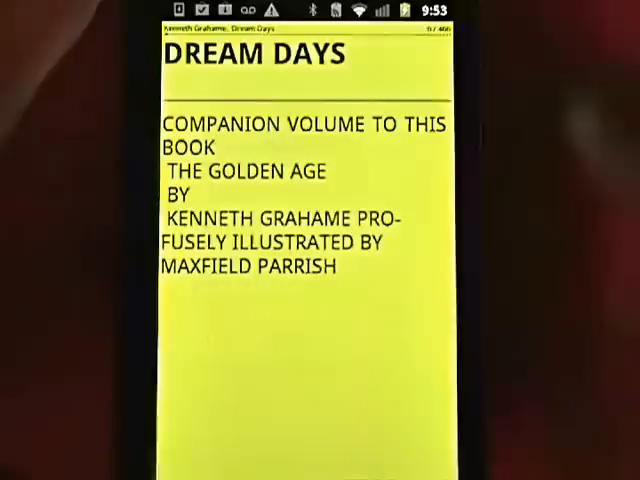 9:53
Kenneth Grahame, Dream Days
DREAM DAYS
COMPANION VOLUME TO THIS
BOOK
THE GOLDEN AGE
BY
KENNETH GRAHAME PRO-
FUSELY ILLUSTRATED BY
MAXFIELD PARRISH